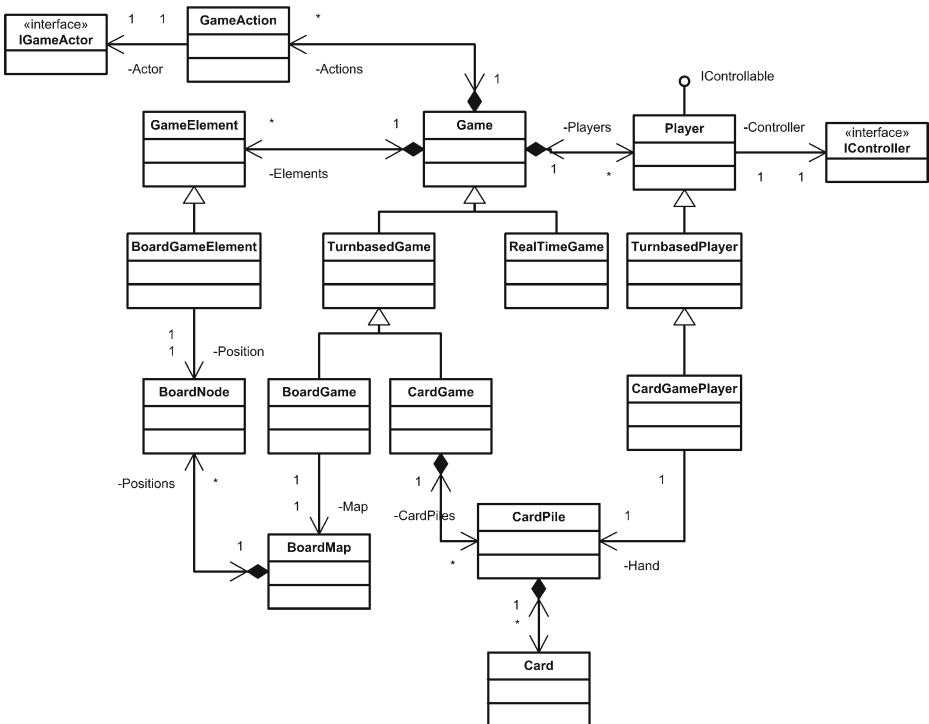 «interface»
IGameActor
1
1
-Actor
GameAction
*
-Actions
1
IControllable
GameElement
*
1
-Elements
Game
-Players
1
*
Player
-Controller
1
1
«interface»
IController
BoardGameElement
TurnbasedGame
RealTimeGame
TurnbasedPlayer
1
1
-Position
BoardNode
BoardGame
CardGame
CardGamePlayer
-Positions
*
1
1
-Map
1
-CardPiles
*
1
1
-Hand
CardPile
1
BoardMap
1
*
Card